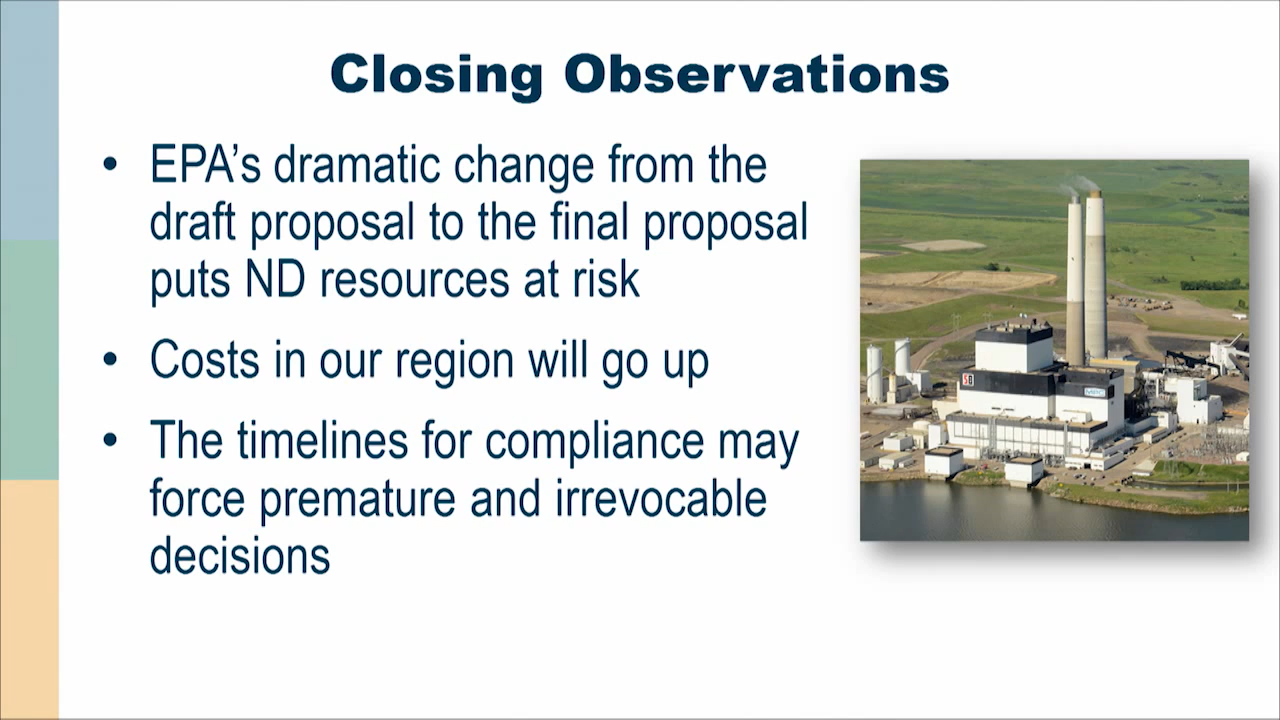 Closing Observations
• EPA’s dramatic change from the
draft proposal to the final proposal
puts ND resources at risk
• Costs in our region will go up
• The timelines for compliance may
force premature and irrevocable
decisions